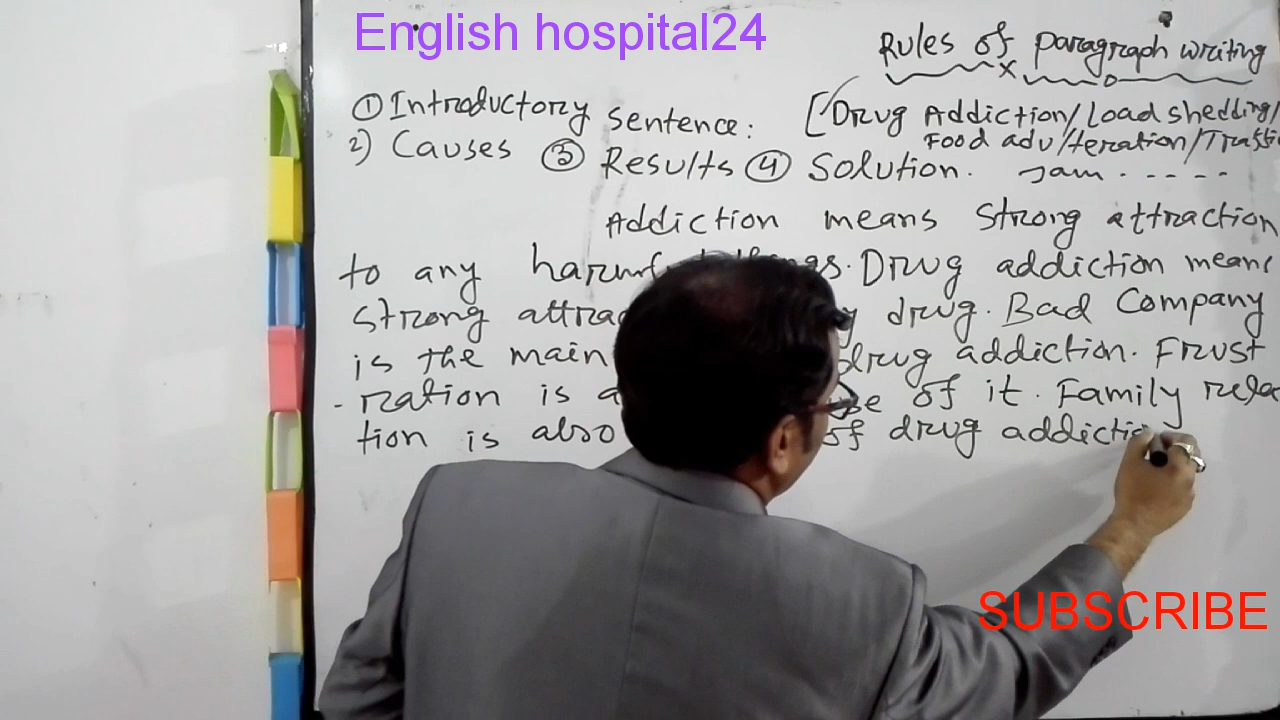 English hospital24
Rules of paragraph writing
① Introductory sentence: [Drug Addiction/Load shedding/
Food adulteration/Traffic
2) Causes ③ Results ④ Solution. Jam . . . . .
Addiction means strong attraction
to any things. Drug addiction means
strong drug. Bad Company
is the main drug addiction. Frust
-ration is of it. Family rela
tion is also of drug addictio
SUBSCRIBE